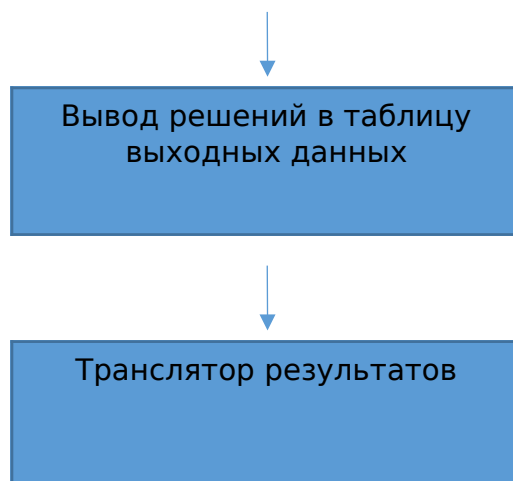 Вывод решений в таблицу
выходных данных
Транслятор результатов